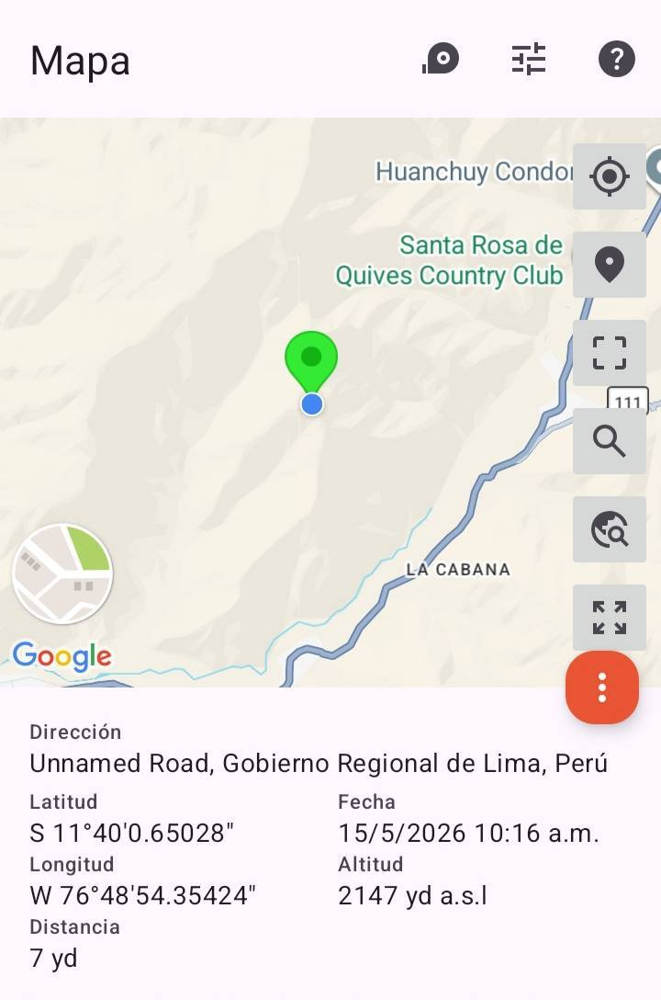 Mapa
Huanchuy Condor
Santa Rosa de
Quives Country Club
111
LA CABANA
Google
Dirección
Unnamed Road, Gobierno Regional de Lima, Perú
Latitud
S 11°40'0.65028"
Fecha
15/5/2026 10:16 a.m.
Longitud
W 76°48'54.35424"
Altitud
2147 yd a.s.l
Distancia
7 yd